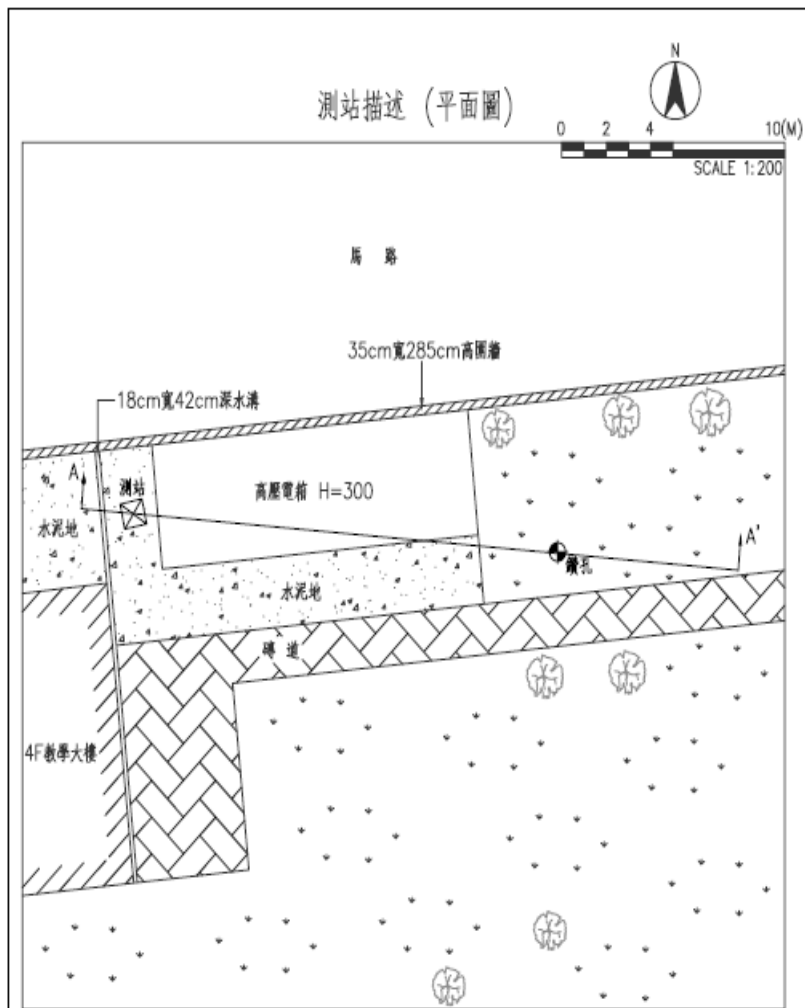 N
測站描述 (平面圖)
0 2 4 10(M)
SCALE 1:200
馬 路
35cm寬285cm高圍牆
18cm寬42cm深水溝
A
測站
高壓電箱 H=300
水泥地
A'
鑽孔
水泥地
磚 道
4F教學大樓